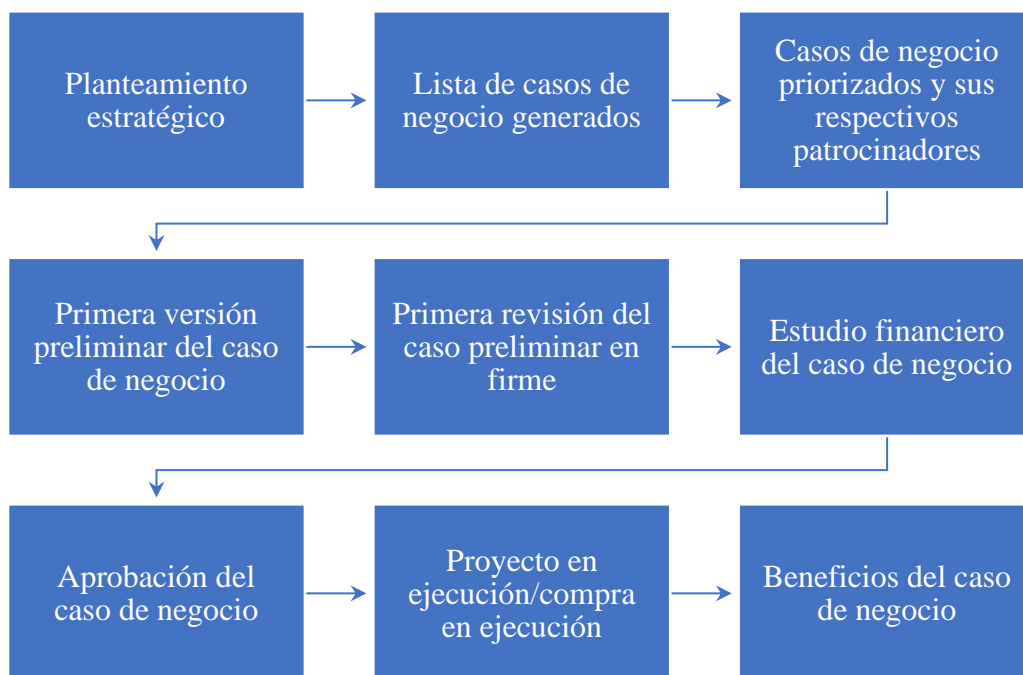 Planteamiento
estratégico
Lista de casos de
negocio generados
Casos de negocio
priorizados y sus
respectivos
patrocinadores
Primera versión
preliminar del caso
de negocio
Primera revisión del
caso preliminar en
firme
Estudio financiero
del caso de negocio
Aprobación del
caso de negocio
Proyecto en
ejecución/compra
en ejecución
Beneficios del caso
de negocio